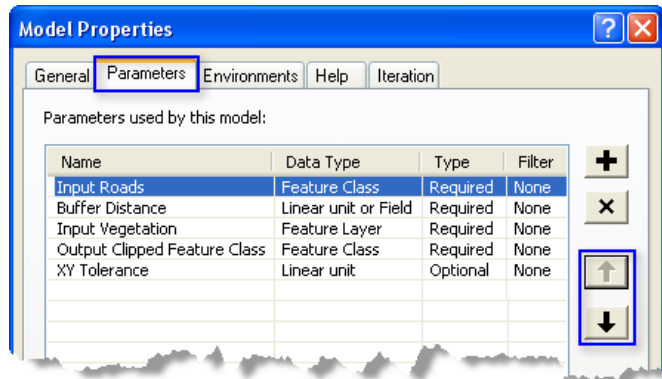 Model Properties
General Parameters Environments Help Iteration
Parameters used by this model:
Name Data Type Type Filter
Input Roads Feature Class Required None
Buffer Distance Linear unit or Field Required None
Input Vegetation Feature Layer Required None
Output Clipped Feature Class Feature Class Required None
XY Tolerance Linear unit Optional None